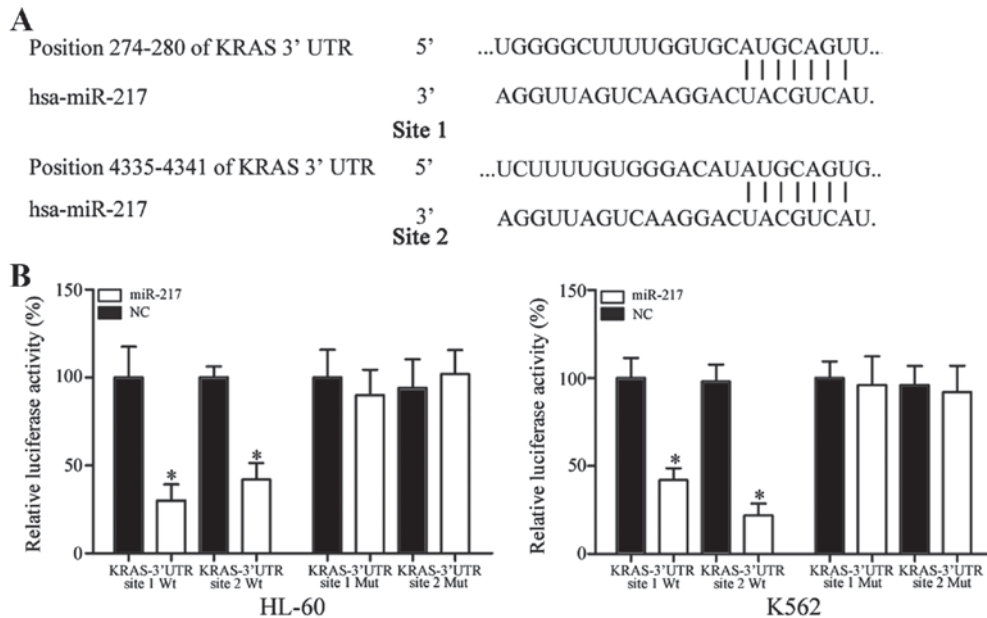 A
Position 274-280 of KRAS 3' UTR 5' ...UGGGGCUUUUGGUGCAUGCAGUU...
hsa-miR-217 3' AGGUUAGUCAAGGACUACGUCAU.
Site 1
Position 4335-4341 of KRAS 3' UTR 5' ...UCUUUUGUGGGACAUAUGCAGUG..
hsa-miR-217 3' AGGUUAGUCAAGGACUACGUCAU.
Site 2
B
Relative luciferase activity (%)
150
100
50
0
miR-217
NC
*
*
KRAS-3'UTR site 1 Wt
KRAS-3'UTR site 2 Wt
KRAS-3'UTR site 1 Mut
KRAS-3'UTR site 2 Mut
HL-60
Relative luciferase activity (%)
150
100
50
0
miR-217
NC
*
*
KRAS-3'UTR site 1 Wt
KRAS-3'UTR site 2 Wt
KRAS-3'UTR site 1 Mut
KRAS-3'UTR site 2 Mut
K562